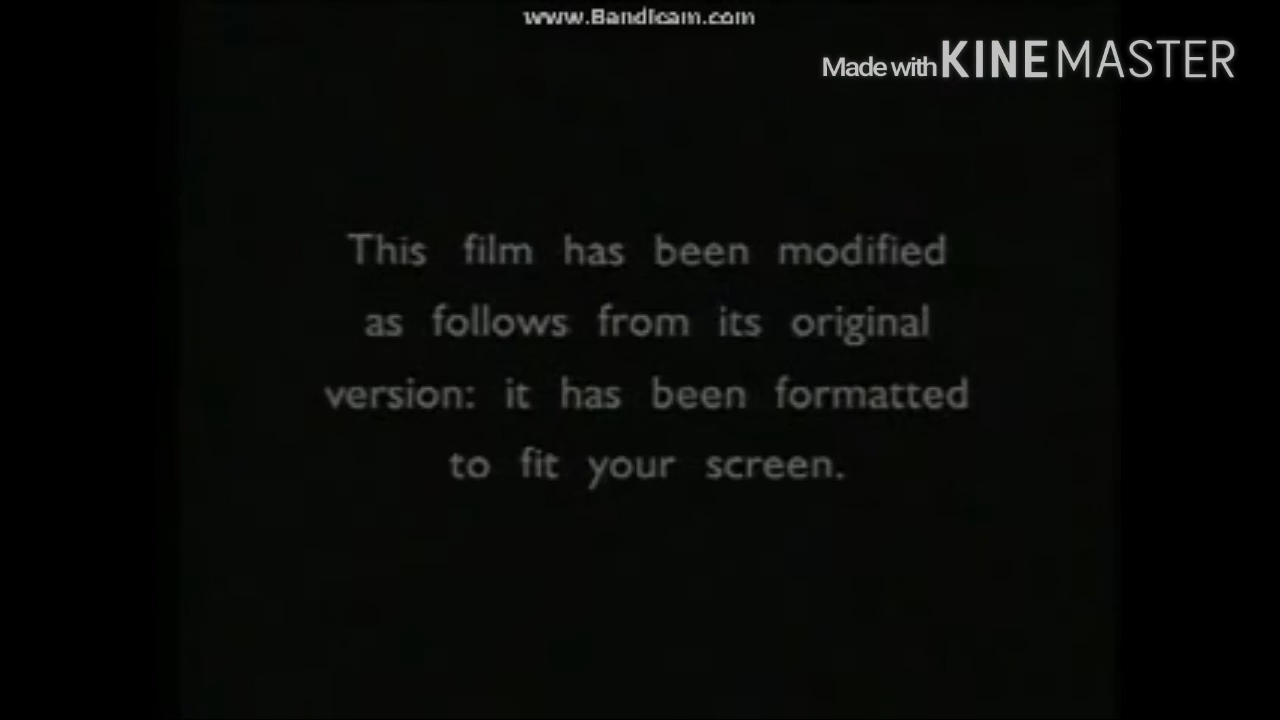 www.Bandicam.com
Made with KINEMASTER
This film has been modified
as follows from its original
version: it has been formatted
to fit your screen.